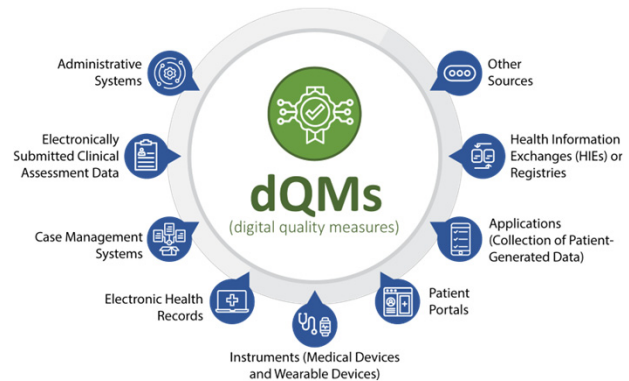 Administrative
Systems
Electronically
Submitted Clinical
Assessment Data
Case Management
Systems
Electronic Health
Records
Instruments (Medical Devices
and Wearable Devices)
Patient
Portals
Applications
(Collection of Patient-
Generated Data)
Health Information
Exchanges (HIEs) or
Registries
Other
Sources
dQMs
(digital quality measures)